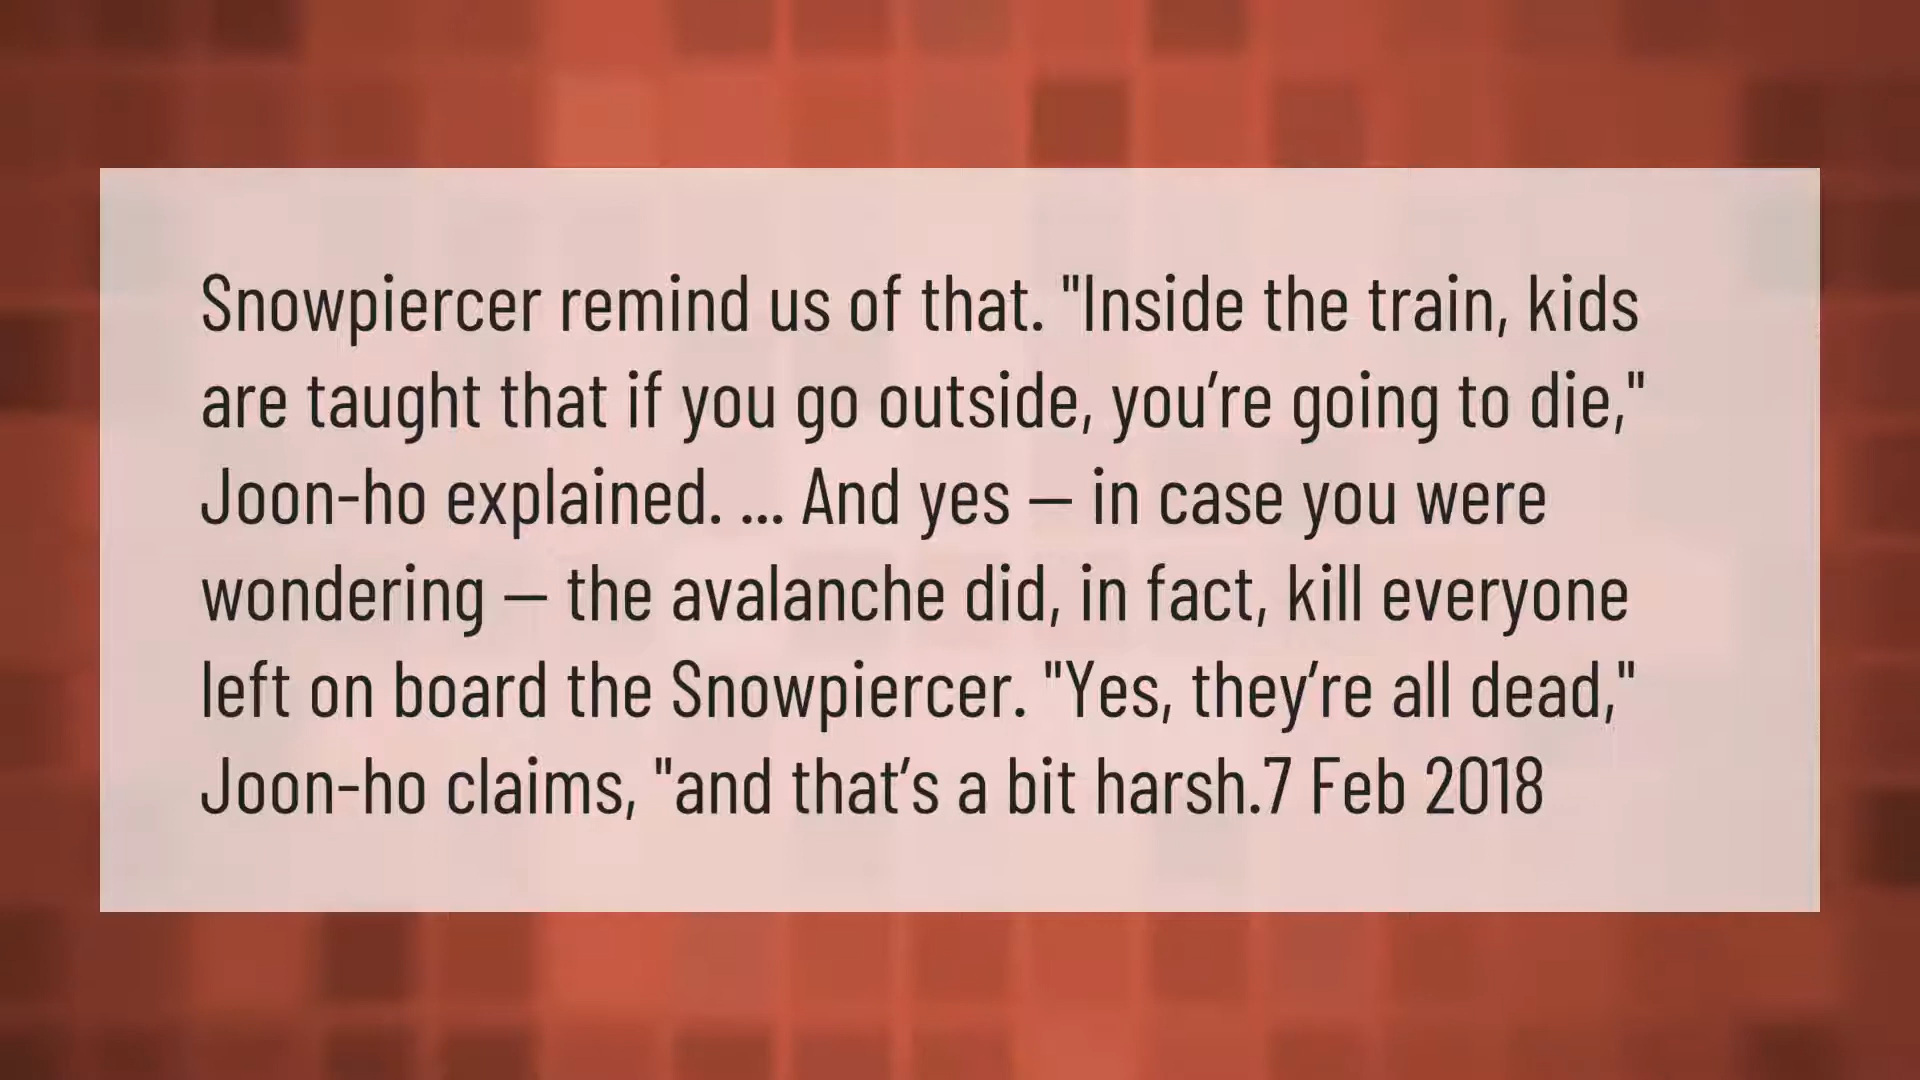 Snowpiercer remind us of that. "Inside the train, kids
are taught that if you go outside, you’re going to die,"
Joon-ho explained. ... And yes — in case you were
wondering — the avalanche did, in fact, kill everyone
left on board the Snowpiercer. "Yes, they’re all dead,"
Joon-ho claims, "and that’s a bit harsh.7 Feb 2018